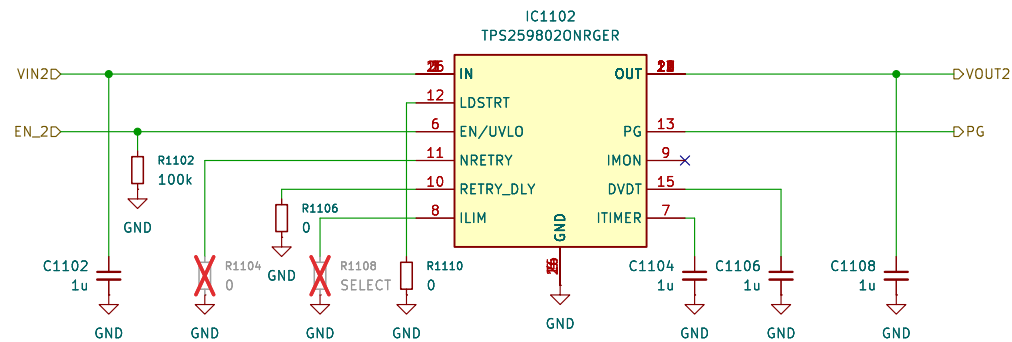 IC1102
TPS259802ONRGER
VIN2
IN
OUT
VOUT2
12
LDSTRT
EN_2
6
EN/UVLO
PG
13
PG
11
NRETRY
IMON
9
R1102
100k
10
RETRY_DLY
DVDT
15
R1106
0
8
ILIM
ITIMER
7
GND
GND
GND
C1102
1u
R1104
0
R1108
SELECT
R1110
0
C1104
1u
C1106
1u
C1108
1u
GND
GND
GND
GND
GND
GND
GND
GND